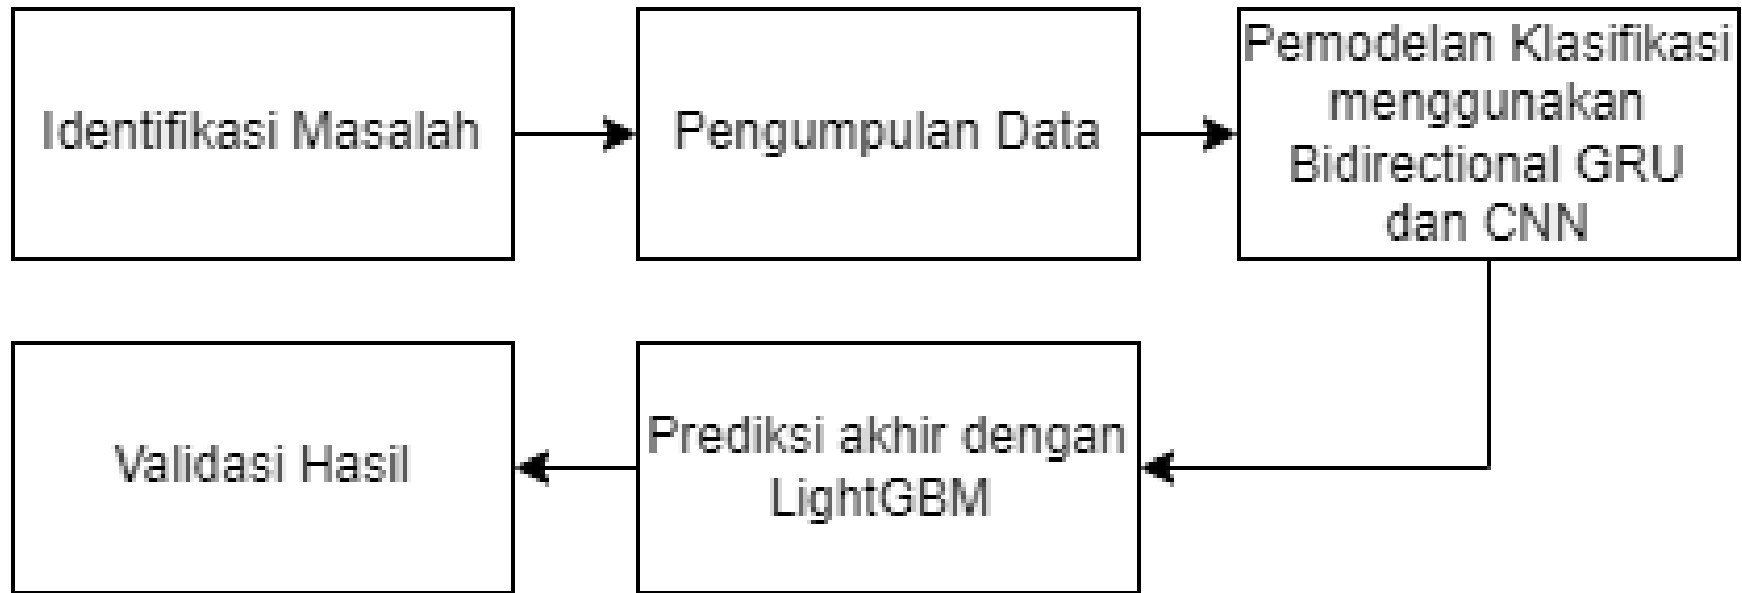 Identifikasi Masalah
Pengumpulan Data
Pemodelan Klasifikasi
menggunakan
Bidirectional GRU
dan CNN
Prediksi akhir dengan
LightGBM
Validasi Hasil